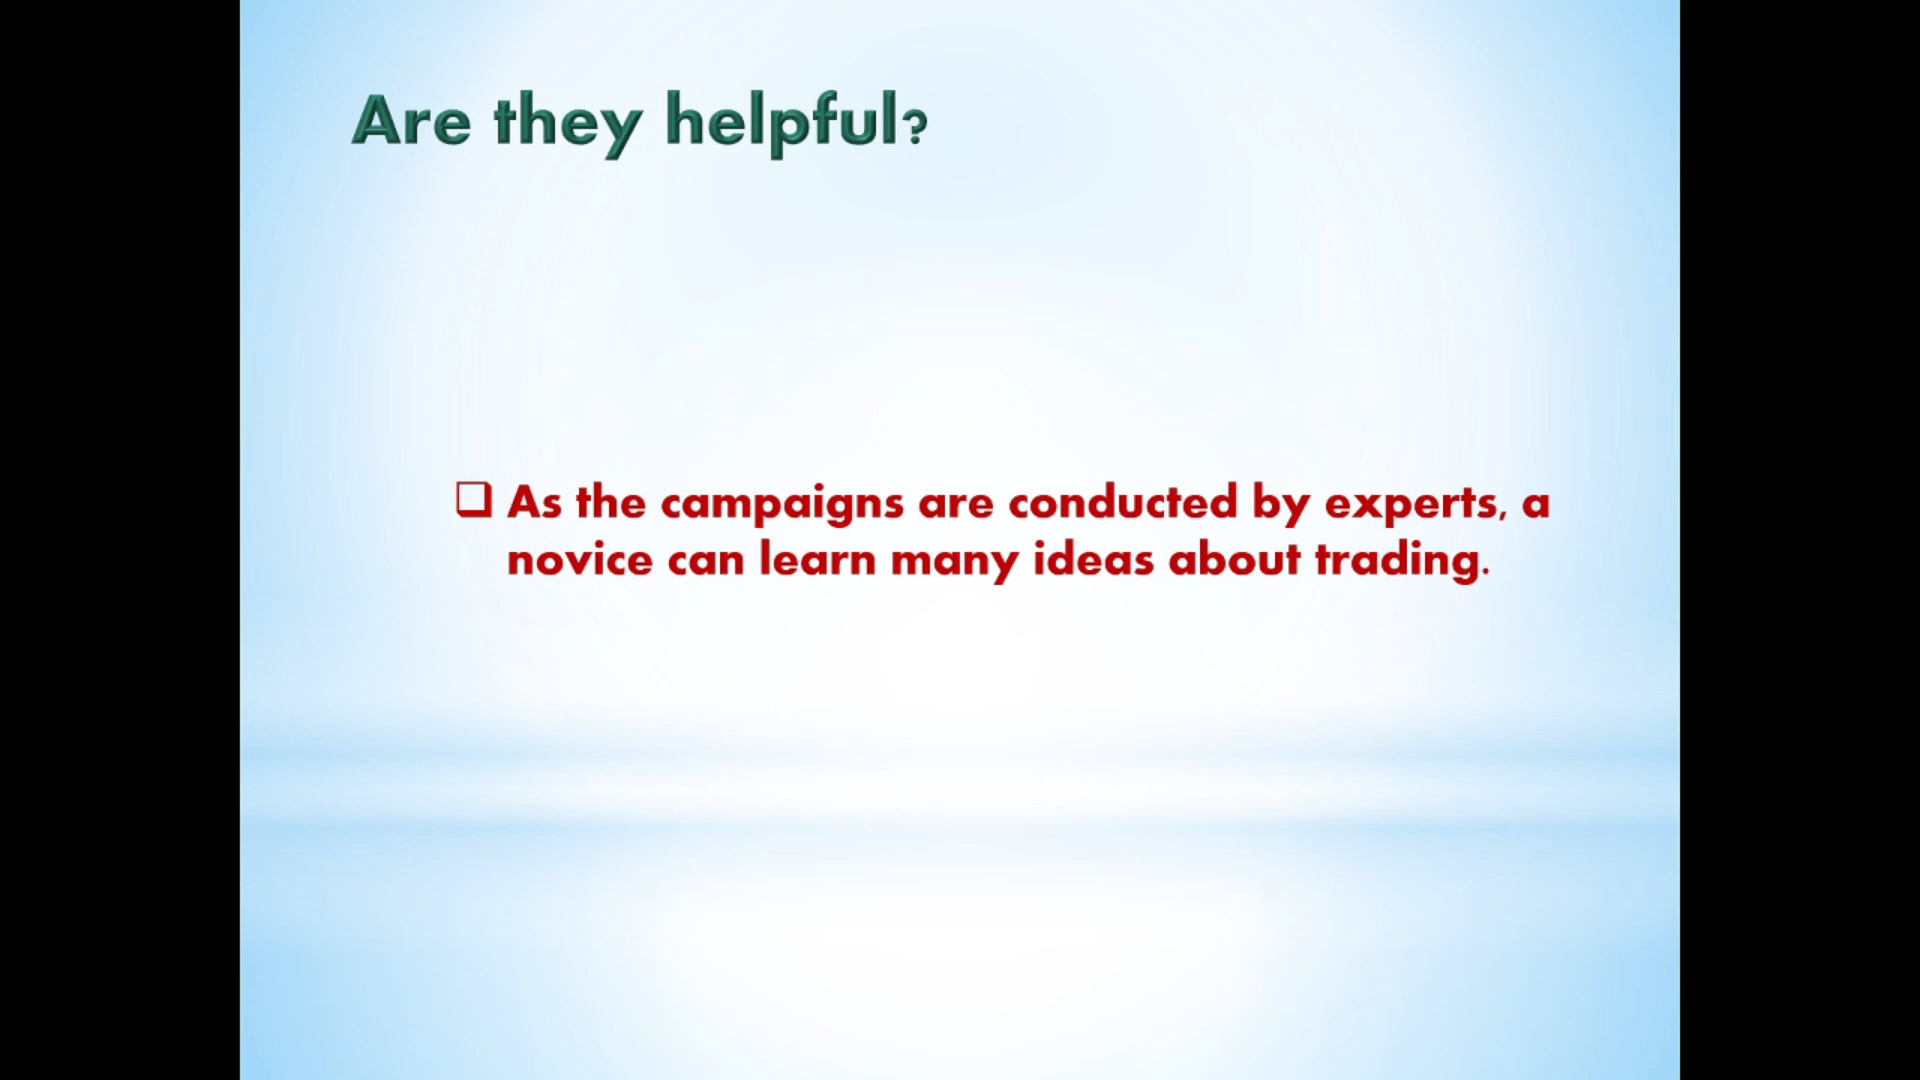 Are they helpful?
❑ As the campaigns are conducted by experts, a
novice can learn many ideas about trading.